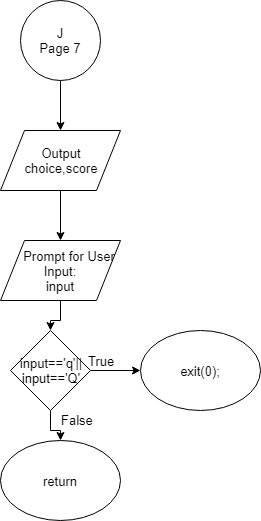 J
Page 7
Output
choice,score
Prompt for User
Input:
input
input=='q'||
input=='Q'
True
exit(0);
False
return